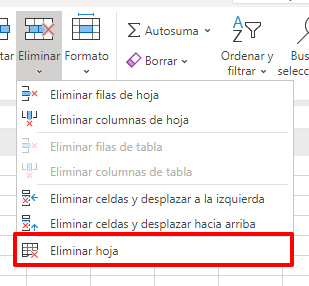 tar
Eliminar
Formato
Autosuma
Borrar
Ordenar y
filtrar
Bus
selecc
Eliminar filas de hoja
Eliminar columnas de hoja
Eliminar filas de tabla
Eliminar columnas de tabla
Eliminar celdas y desplazar a la izquierda
Eliminar celdas y desplazar hacia arriba
Eliminar hoja